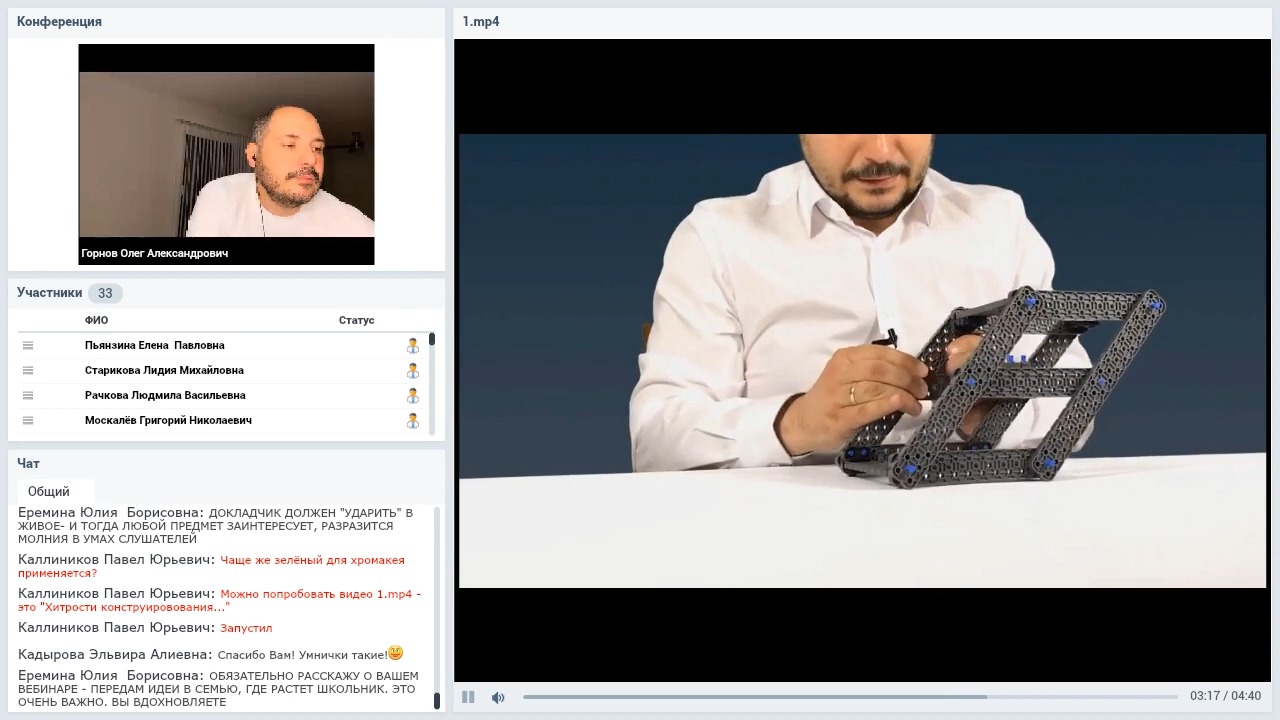 Конференция
Горнов Олег Александрович
Участники 33
ФИО Статус
Пьянзина Елена Павловна
Старикова Лидия Михайловна
Рачкова Людмила Васильевна
Москалёв Григорий Николаевич
Чат
Общий
Еремина Юлия Борисовна: ДОКЛАДЧИК ДОЛЖЕН "УДАРИТЬ" В
ЖИВОЕ- И ТОГДА ЛЮБОЙ ПРЕДМЕТ ЗАИНТЕРЕСУЕТ, РАЗРАЗИТСЯ
МОЛНИЯ В УМАХ СЛУШАТЕЛЕЙ
Каллиников Павел Юрьевич: Чаще же зелёный для хромакея
применяется?
Каллиников Павел Юрьевич: Можно попробовать видео 1.mp4 -
это "Хитрости конструировования..."
Каллиников Павел Юрьевич: Запустил
Кадырова Эльвира Алиевна: Спасибо Вам! Умнички такие!
Еремина Юлия Борисовна: ОБЯЗАТЕЛЬНО РАССКАЖУ О ВАШЕМ
ВЕБИНАРЕ - ПЕРЕДАМ ИДЕИ В СЕМЬЮ, ГДЕ РАСТЕТ ШКОЛЬНИК. ЭТО
ОЧЕНЬ ВАЖНО. ВЫ ВДОХНОВЛЯЕТЕ
1.mp4
03:17 / 04:40